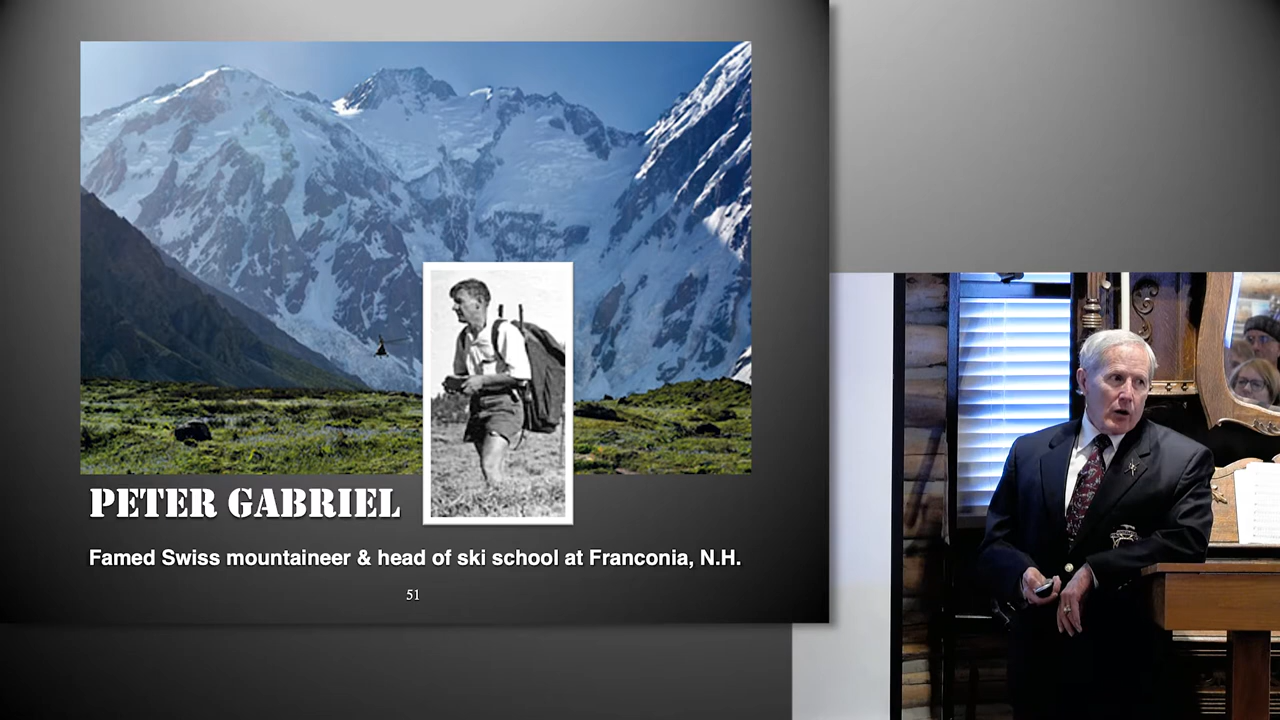 PETER GABRIEL
Famed Swiss mountaineer & head of ski school at Franconia, N.H.
51